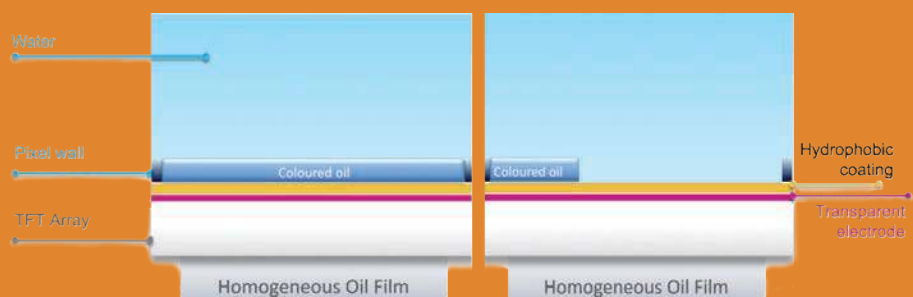 Water
Pixel wall
TFT Array
Coloured oil
Homogeneous Oil Film
Coloured oil
Homogeneous Oil Film
Hydrophobic
coating
Transparent
electrode